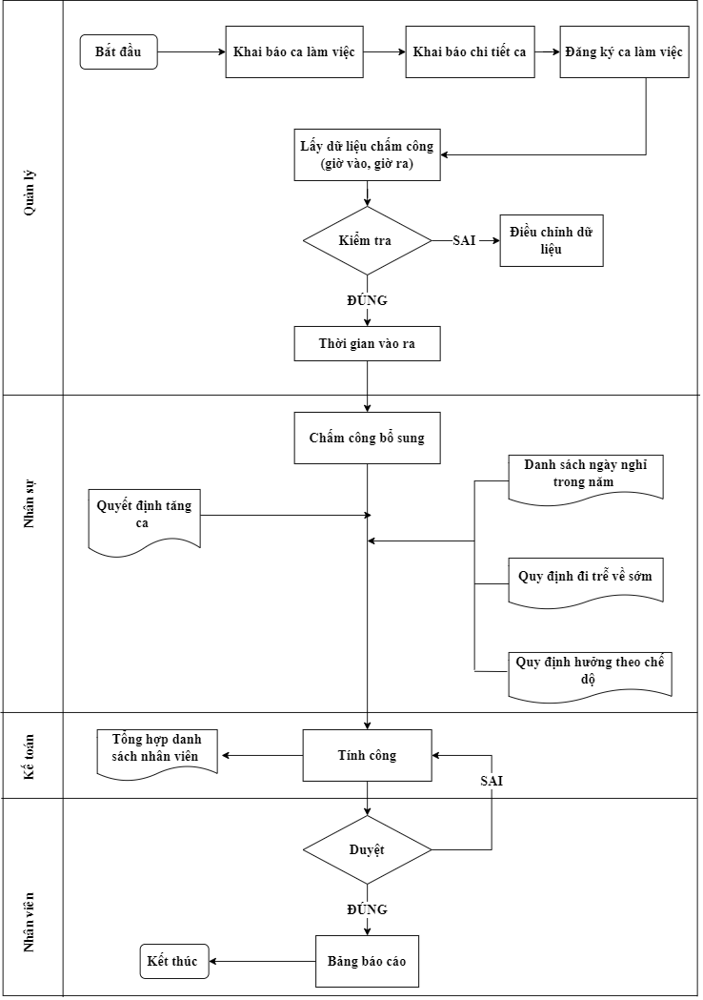 Quản lý
Bắt đầu
Khai báo ca làm việc
Khai báo chi tiết ca
Đăng ký ca làm việc
Lấy dữ liệu chấm công
(giờ vào, giờ ra)
Kiểm tra
SAI
Điều chỉnh dữ
liệu
ĐÚNG
Thời gian vào ra
Nhân sự
Chấm công bổ sung
Quyết định tăng
ca
Danh sách ngày nghỉ
trong năm
Quy định đi trễ về sớm
Quy định hưởng theo chế
dộ
Kế toán
Tổng hợp danh
sách nhân viên
Tính công
SAI
Nhân viên
Duyệt
ĐÚNG
Bảng báo cáo
Kết thúc